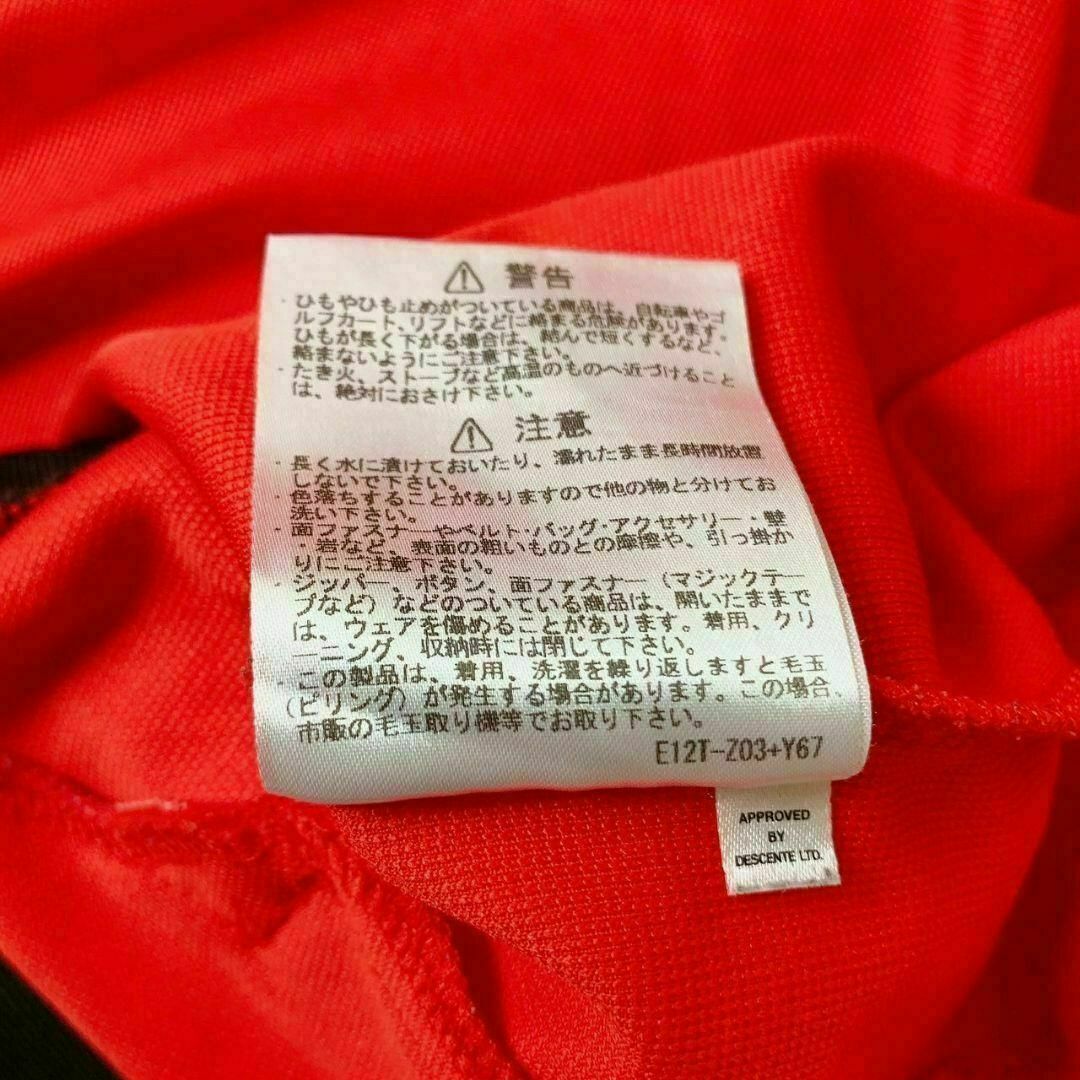 ⚠ 警告
・ひもやひも止めがついている商品は、自転車やゴ
ルフカート、リフトなどに絡まる危険があります。
ひもが長く下がる場合は、結んで短くするなど、
絡まないようにご注意下さい。
・たき火、ストーブなど高温のものへ近づけること
は、絶対におさけ下さい。
⚠ 注意
・長く水に漬けておいたり、濡れたまま長時間放置
しないで下さい。
・色落ちすることがありますので他の物と分けてお
洗い下さい。
・面ファスナーやベルト・バッグ・アクセサリー・壁
・岩など、表面の粗いものとの摩擦や、引っ掛か
りにご注意下さい。
・ジッパー、ボタン、面ファスナー（マジックテー
プなど）などのついている商品は、開いたままで
は、ウェアを傷めることがあります。着用、クリ
ーニング、収納時には閉じて下さい。
・この製品は、着用、洗濯を繰り返しますと毛玉
（ピリング）が発生する場合があります。この場合、
市販の毛玉取り機等でお取り下さい。
E12T-Z03+Y67
APPROVED
BY
DESCENTE LTD.